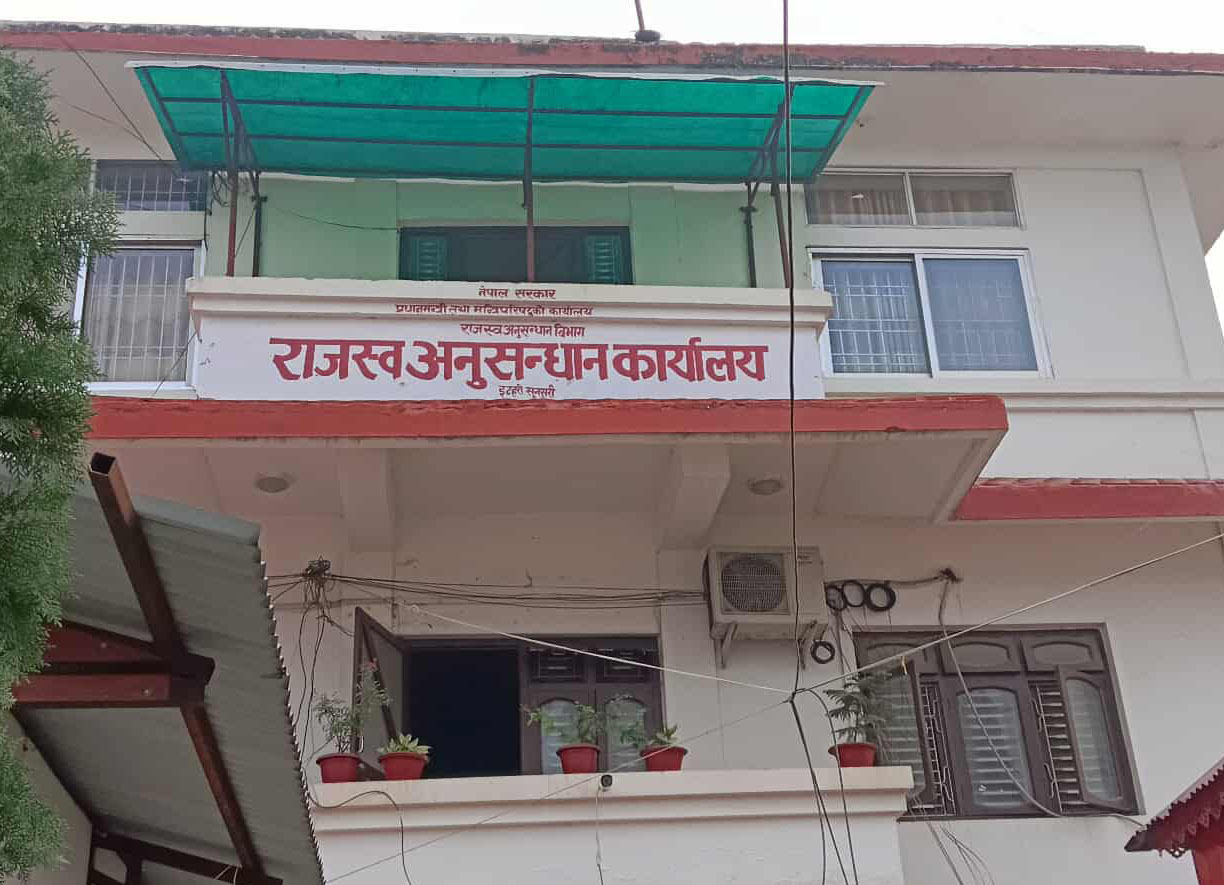 नेपाल सरकार
प्रधानमन्त्री तथा मन्त्रिपरिषद्को कार्यालय
राजस्व अनुसन्धान विभाग
राजस्व अनुसन्धान कार्यालय
इटहरी सुनसरी